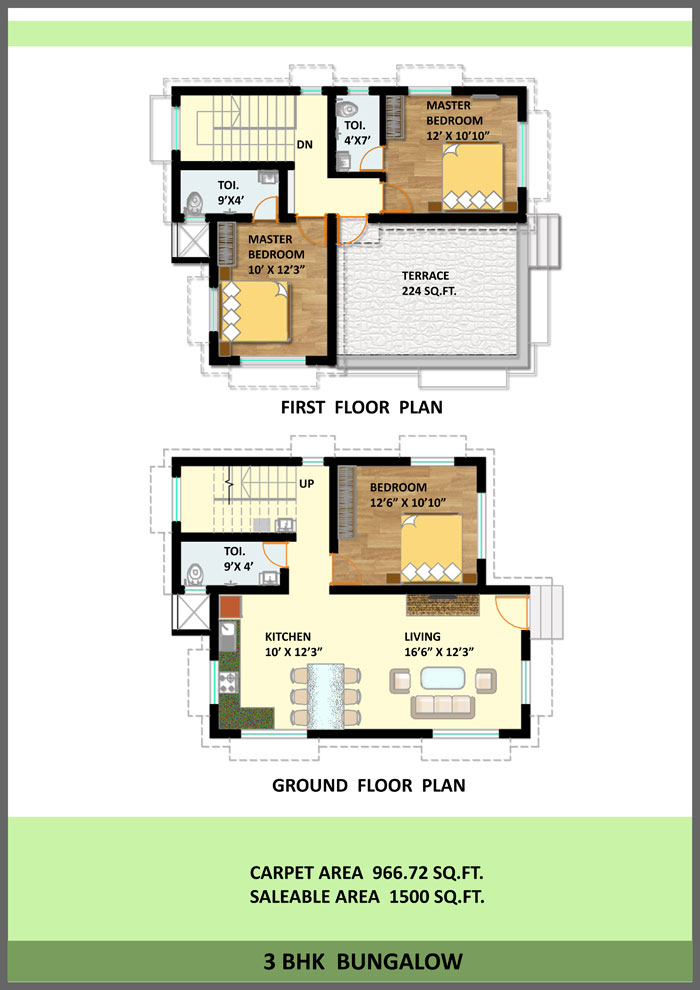 DN
TOI.
4'X7'
MASTER
BEDROOM
12' X 10'10”
TOI.
9'X4'
MASTER
BEDROOM
10' X 12'3”
TERRACE
224 SQ.FT.
FIRST FLOOR PLAN
UP
BEDROOM
12'6” X 10'10”
TOI.
9'X 4'
KITCHEN
10' X 12'3”
LIVING
16'6” X 12'3”
GROUND FLOOR PLAN
CARPET AREA 966.72 SQ.FT.
SALEABLE AREA 1500 SQ.FT.
3 BHK BUNGALOW